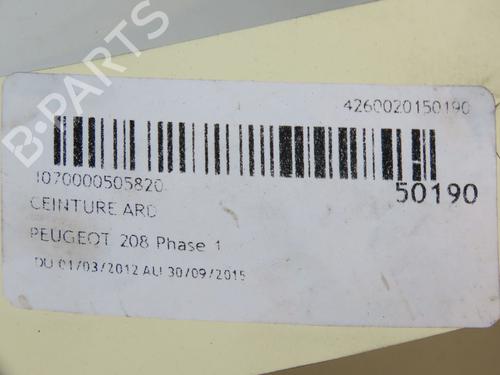 B-PARTS
4260020150190
1070000505820
50190
CEINTURE ARD
PEUGEOT 208 Phase 1
DU 01/03/2012 AU 30/09/2015